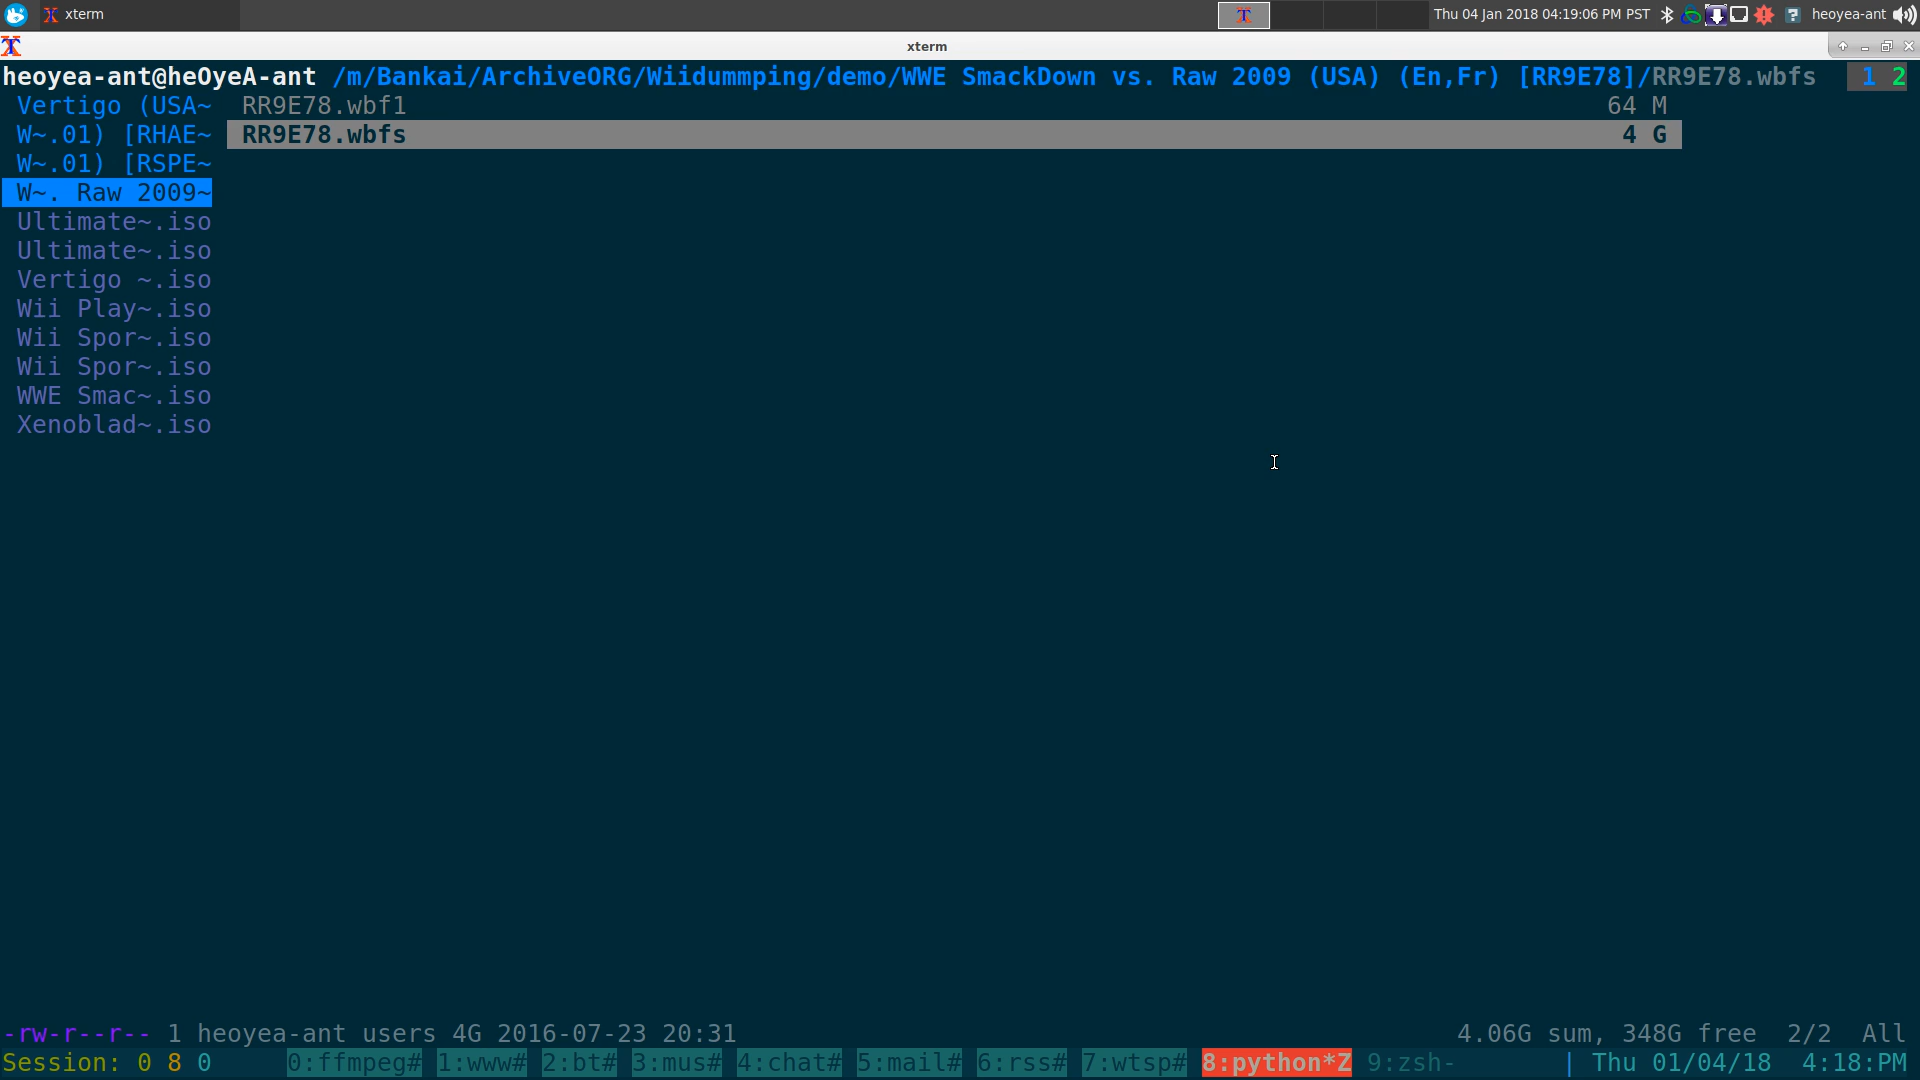 xterm
Thu 04 Jan 2018 04:19:06 PM PST heoyea-ant
xterm
heoyea-ant@heOyeA-ant /m/Bankai/ArchiveORG/Wiidummping/demo/WWE SmackDown vs. Raw 2009 (USA) (En,Fr) [RR9E78]/RR9E78.wbfs 1 2
Vertigo (USA~ RR9E78.wbf1 64 M
W~.01) [RHAE~ RR9E78.wbfs 4 G
W~.01) [RSPE~
W~. Raw 2009~
Ultimate~.iso
Ultimate~.iso
Vertigo ~.iso
Wii Play~.iso
Wii Spor~.iso
Wii Spor~.iso
WWE Smac~.iso
Xenoblad~.iso
-rw-r--r-- 1 heoyea-ant users 4G 2016-07-23 20:31 4.06G sum, 348G free 2/2 All
Session: 0 8 0 0:ffmpeg# 1:www# 2:bt# 3:mus# 4:chat# 5:mail# 6:rss# 7:wtsp# 8:python*Z 9:zsh- | Thu 01/04/18 4:18:PM